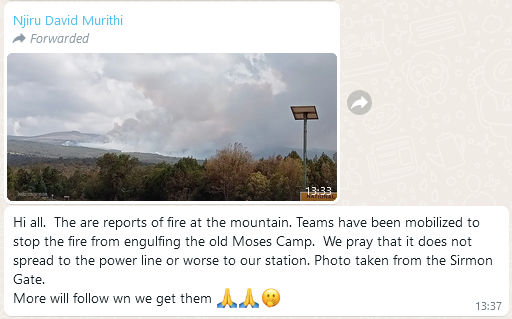 Njiru David Murithi
Forwarded
13:33
NATIONAL
Hi all.  The are reports of fire at the mountain. Teams have been mobilized to
stop the fire from engulfing the old Moses Camp.  We pray that it does not
spread to the power line or worse to our station. Photo taken from the Sirmon
Gate.
More will follow wn we get them 🙏🙏🤭
13:37